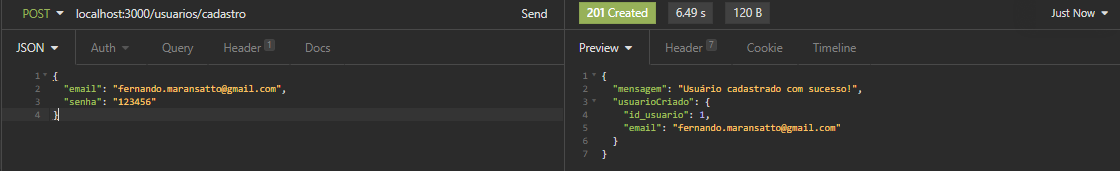 POST localhost:3000/usuarios/cadastro Send
JSON Auth Query Header 1 Docs
1 {
2 "email": "fernando.maransatto@gmail.com",
3 "senha": "123456"
4 }
201 Created 6.49 s 120 B Just Now
Preview Header 7 Cookie Timeline
1 {
2 "mensagem": "Usuário cadastrado com sucesso!",
3 "usuarioCriado": {
4 "id_usuario": 1,
5 "email": "fernando.maransatto@gmail.com"
6 }
7 }